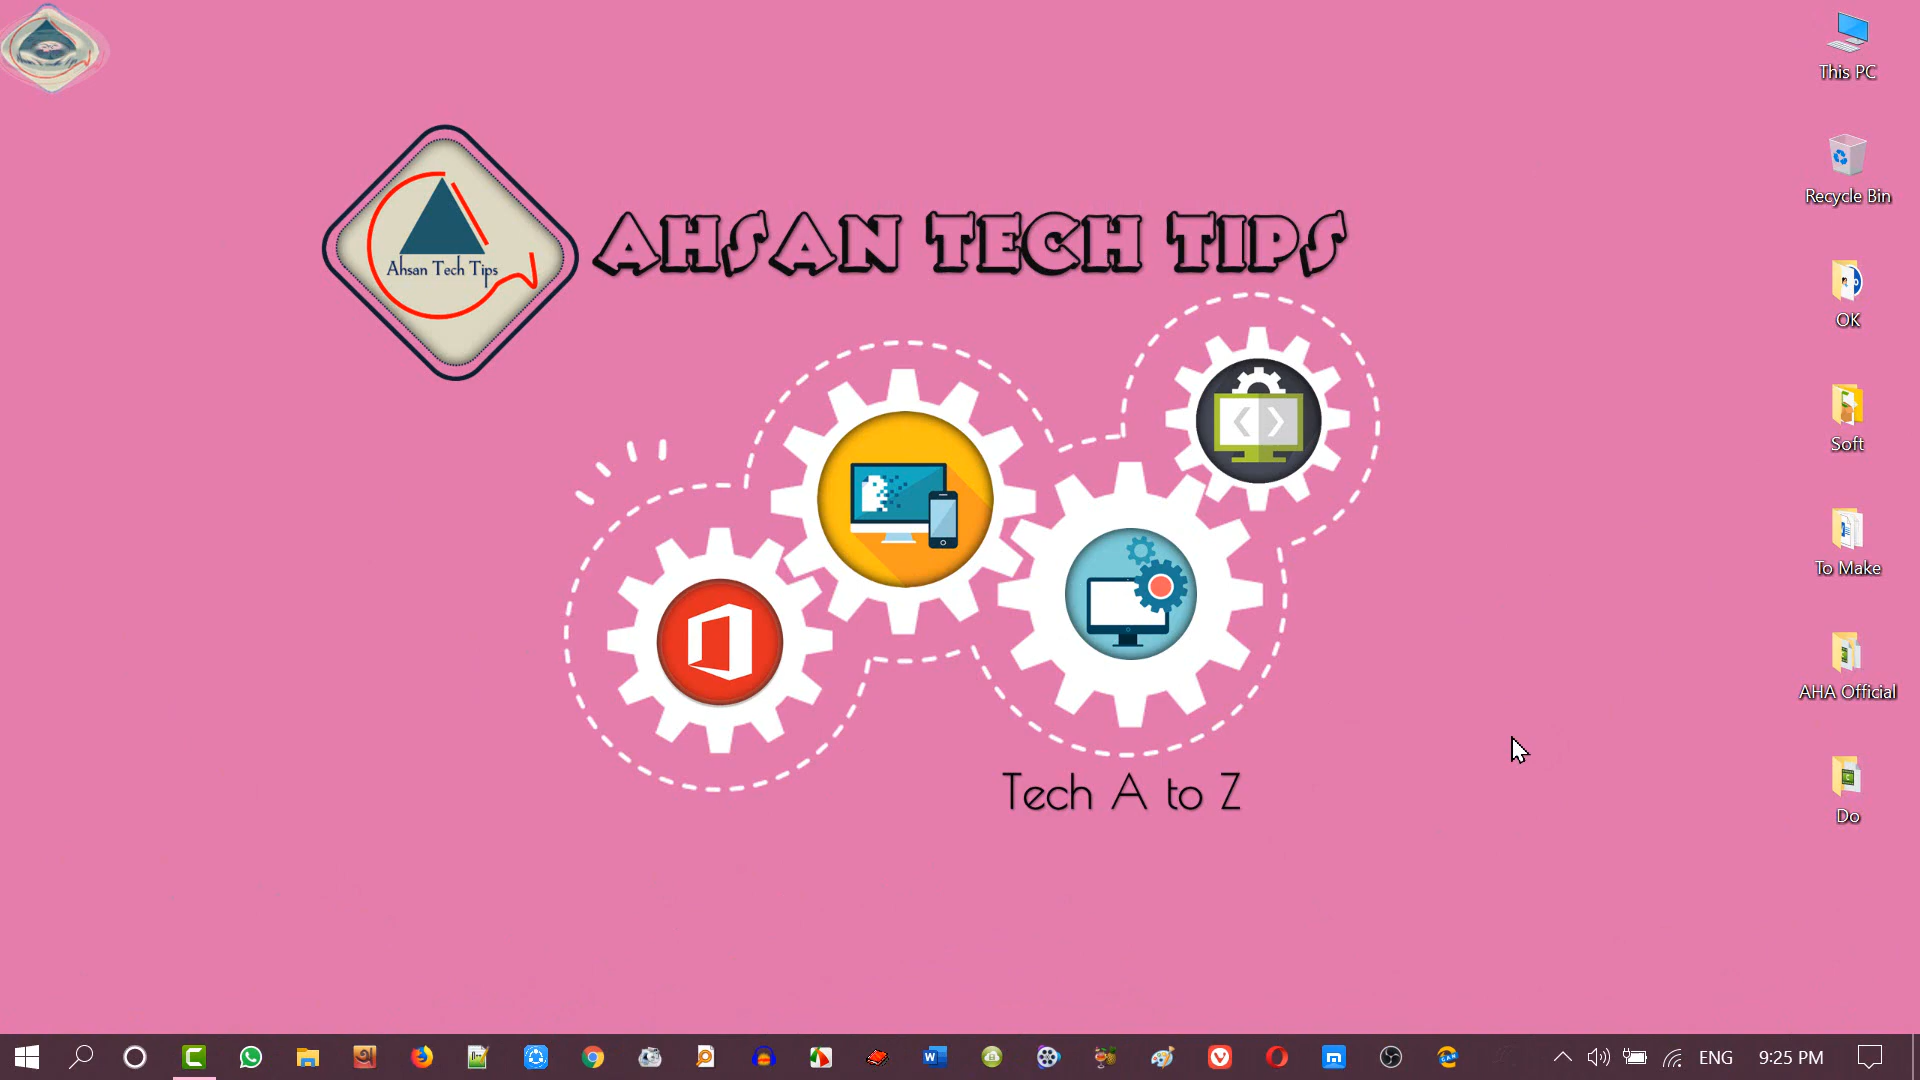 This PC
Recycle Bin
AHSAN TECH TIPS
Ahsan Tech Tips
OK
Soft
To Make
AHA Official
Tech A to Z
Do
ENG
9:25 PM